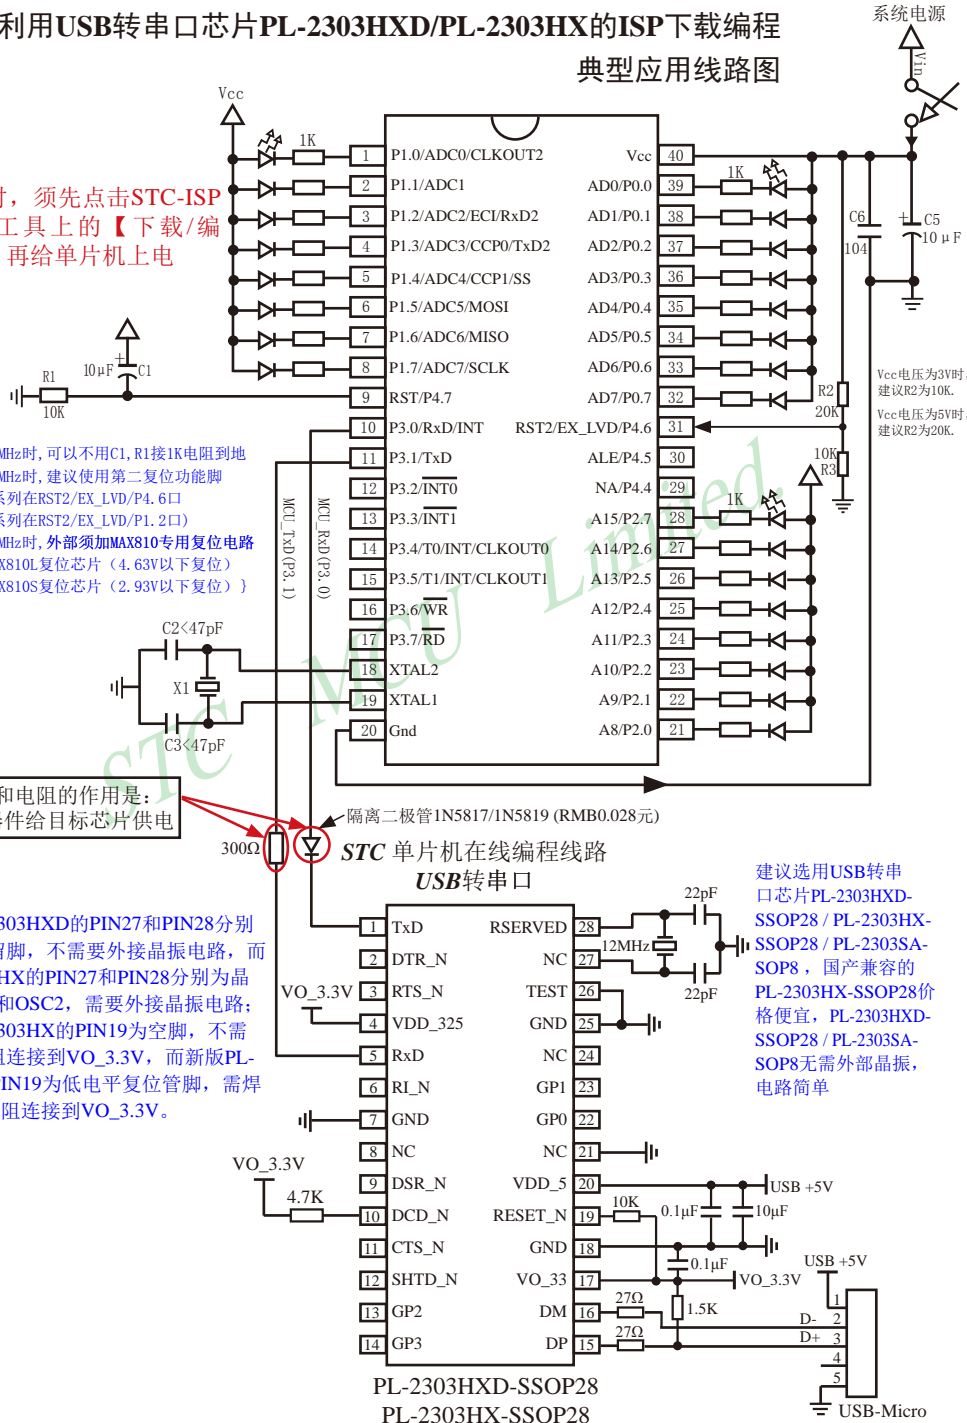 利用USB转串口芯片PL-2303HXD/PL-2303HX的ISP下载编程
典型应用线路图
系统电源
Vin
时，须先点击STC-ISP
工具上的【下载/编
再给单片机上电
Vcc
1K
1 P1.0/ADC0/CLKOUT2
2 P1.1/ADC1
3 P1.2/ADC2/ECI/RxD2
4 P1.3/ADC3/CCP0/TxD2
5 P1.4/ADC4/CCP1/SS
6 P1.5/ADC5/MOSI
7 P1.6/ADC6/MISO
8 P1.7/ADC7/SCLK
9 RST/P4.7
10 P3.0/RxD/INT
11 P3.1/TxD
12 P3.2/INT0
13 P3.3/INT1
14 P3.4/T0/INT/CLKOUT0
15 P3.5/T1/INT/CLKOUT1
16 P3.6/WR
17 P3.7/RD
18 XTAL2
19 XTAL1
20 Gnd
Vcc 40
AD0/P0.0 39
AD1/P0.1 38
AD2/P0.2 37
AD3/P0.3 36
AD4/P0.4 35
AD5/P0.5 34
AD6/P0.6 33
AD7/P0.7 32
RST2/EX_LVD/P4.6 31
ALE/P4.5 30
NA/P4.4 29
A15/P2.7 28
A14/P2.6 27
A13/P2.5 26
A12/P2.4 25
A11/P2.3 24
A10/P2.2 23
A9/P2.1 22
A8/P2.0 21
1K
1K
C6
104
+
C5
10μF
R2
20K
10K
R3
Vcc电压为3V时,
建议R2为10K.
Vcc电压为5V时,
建议R2为20K.
10μF
+
C1
R1
10K
MHz时,可以不用C1,R1接1K电阻到地
MHz时,建议使用第二复位功能脚
系列在RST2/EX_LVD/P4.6口
系列在RST2/EX_LVD/P1.2口)
MHz时,外部须加MAX810专用复位电路
X810L复位芯片（4.63V以下复位）
X810S复位芯片（2.93V以下复位）}
MCU_TxD(P3.1)
MCU_RxD(P3.0)
C2<47pF
X1
C3<47pF
STC MCU Limited.
和电阻的作用是：
件给目标芯片供电
300Ω
隔离二极管1N5817/1N5819 (RMB0.028元)
STC 单片机在线编程线路
USB转串口
303HXD的PIN27和PIN28分别
留脚，不需要外接晶振电路，而
HX的PIN27和PIN28分别为晶
和OSC2，需要外接晶振电路；
303HX的PIN19为空脚，不需
阻连接到VO_3.3V，而新版PL-
PIN19为低电平复位管脚，需焊
阻连接到VO_3.3V。
建议选用USB转串
口芯片PL-2303HXD-
SSOP28 / PL-2303HX-
SSOP28 / PL-2303SA-
SOP8 ，国产兼容的
PL-2303HX-SSOP28价
格便宜，PL-2303HXD-
SSOP28 / PL-2303SA-
SOP8无需外部晶振，
电路简单
VO_3.3V
VO_3.3V
4.7K
1 TxD
2 DTR_N
3 RTS_N
4 VDD_325
5 RxD
6 RI_N
7 GND
8 NC
9 DSR_N
10 DCD_N
11 CTS_N
12 SHTD_N
13 GP2
14 GP3
RSERVED 28
NC 27
TEST 26
GND 25
NC 24
GP1 23
GP0 22
NC 21
VDD_5 20
RESET_N 19
GND 18
VO_33 17
DM 16
DP 15
22pF
12MHz
22pF
USB +5V
10K
0.1μF
10μF
0.1μF
VO_3.3V
27Ω
1.5K
27Ω
USB +5V
D-
D+
1
2
3
4
5
USB-Micro
PL-2303HXD-SSOP28
PL-2303HX-SSOP28